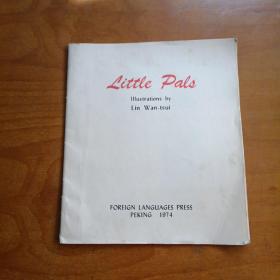 Little Pals
Illustrations by
Lin Wan-tsui
FOREIGN LANGUAGES PRESS
PEKING 1974